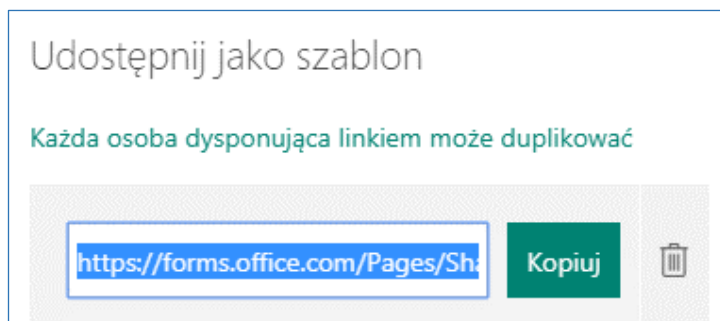 Udostępnij jako szablon
Każda osoba dysponująca linkiem może duplikować
https://forms.office.com/Pages/Sha
Kopiuj